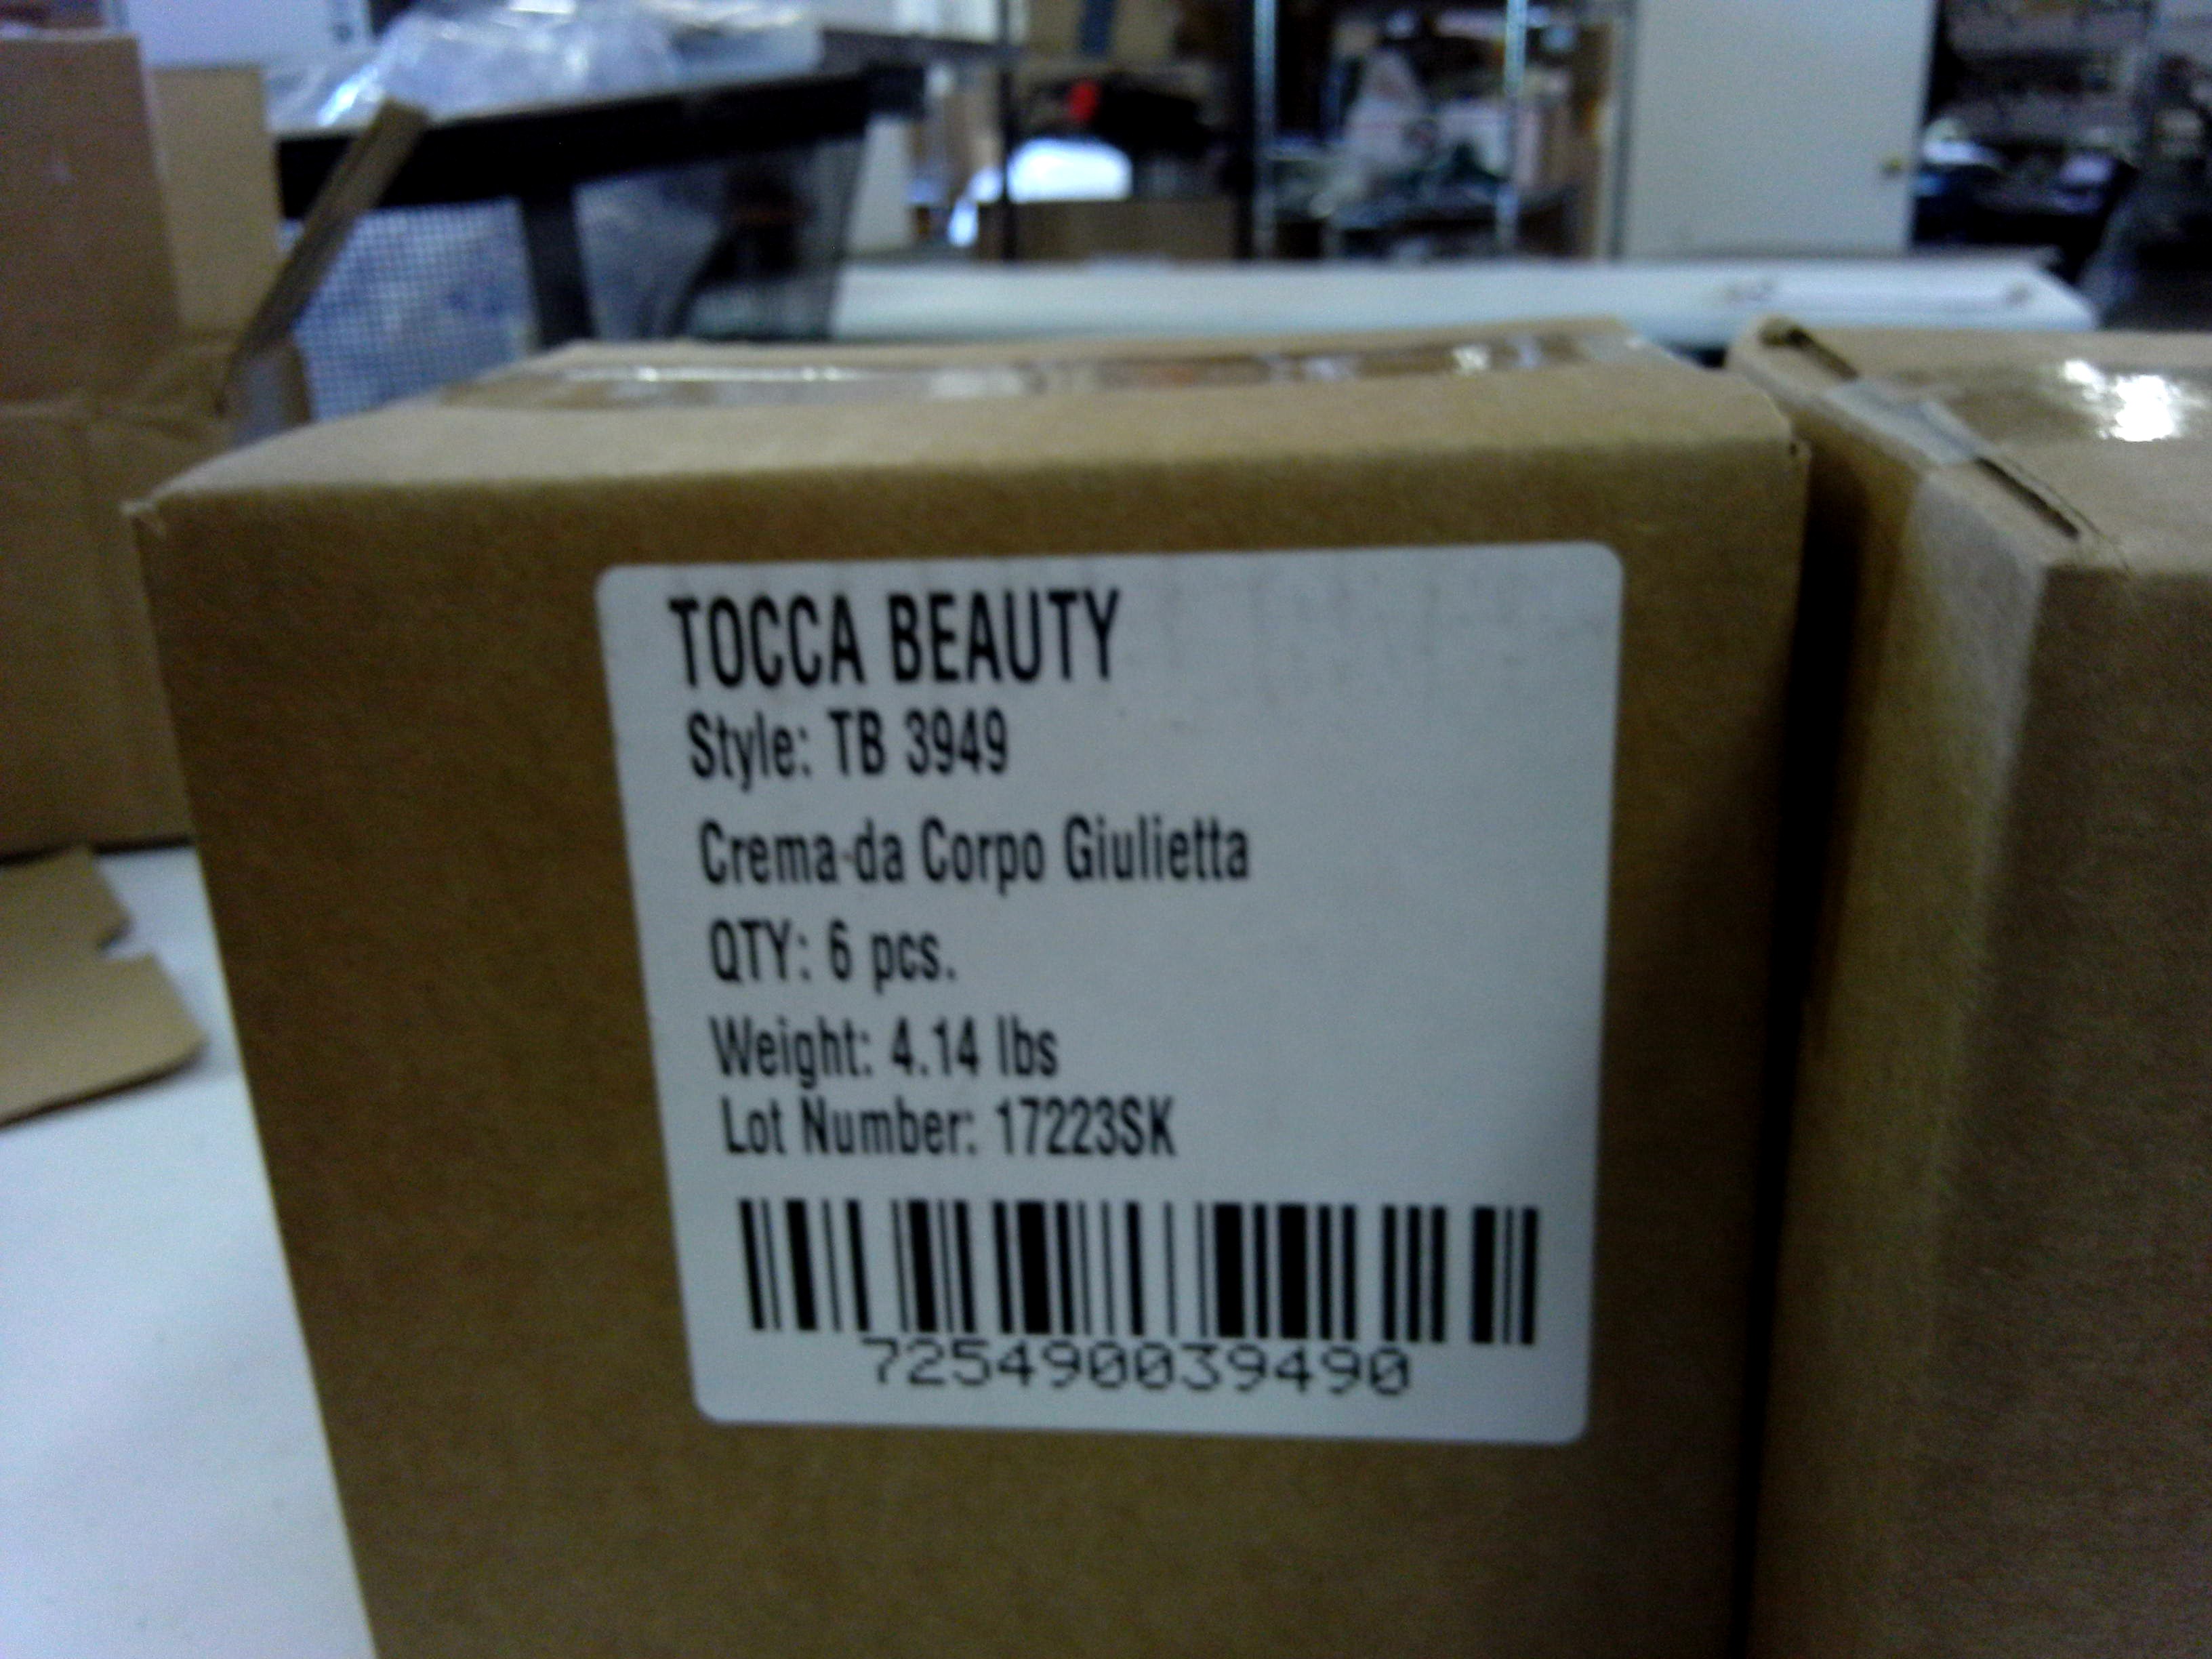 TOCCA BEAUTY
Style: TB 3949
Crema da Corpo Giulietta
QTY: 6 pcs.
Weight: 4.14 lbs
Lot Number: 17223SK
725490039490